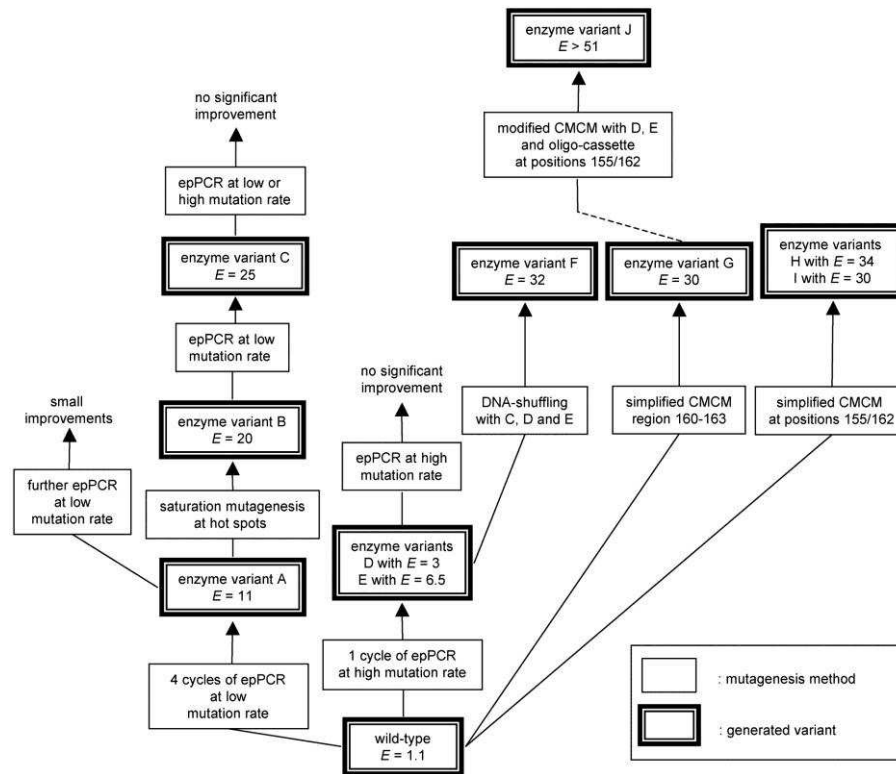 enzyme variant J
E > 51
no significant
improvement
modified CMCM with D, E
and oligo-cassette
at positions 155/162
epPCR at low or
high mutation rate
enzyme variant C
E = 25
enzyme variant F
E = 32
enzyme variant G
E = 30
enzyme variants
H with E = 34
I with E = 30
epPCR at low
mutation rate
no significant
improvement
small
improvements
enzyme variant B
E = 20
DNA-shuffling
with C, D and E
simplified CMCM
region 160-163
simplified CMCM
at positions 155/162
epPCR at high
mutation rate
further epPCR
at low
mutation rate
saturation mutagenesis
at hot spots
enzyme variants
D with E = 3
E with E = 6.5
enzyme variant A
E = 11
1 cycle of epPCR
at high mutation rate
4 cycles of epPCR
at low
mutation rate
: mutagenesis method
: generated variant
wild-type
E = 1.1